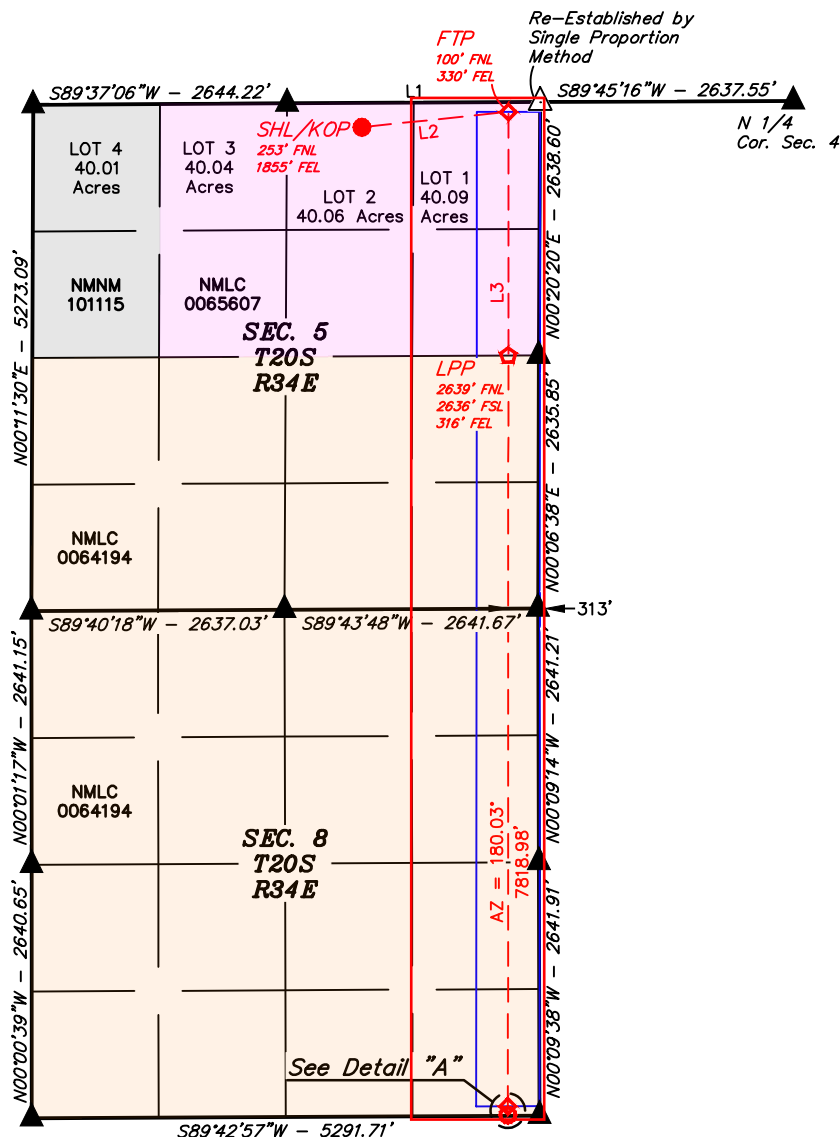 Re-Established by
Single Proportion
Method
FTP
100' FNL
330' FEL
S89°37'06"W - 2644.22'
L1
S89°45'16"W - 2637.55'
N 1/4
Cor. Sec. 4
SHL/KOP
253' FNL
1855' FEL
L2
LOT 4
40.01
Acres
LOT 3
40.04
Acres
LOT 2
40.06 Acres
LOT 1
40.09
Acres
N00°20'20"E - 2638.60'
N00°11'30"E - 5273.09'
NMNM
101115
NMLC
0065607
L3
SEC. 5
T20S
R34E
LPP
2639' FNL
2636' FSL
316' FEL
N00°06'38"E - 2635.85'
NMLC
0064194
S89°40'18"W - 2637.03'
S89°43'48"W - 2641.67'
313'
N00°01'17"W - 2641.15'
N00°09'14"W - 2641.21'
NMLC
0064194
SEC. 8
T20S
R34E
AZ = 180.03°
7818.98'
N00°00'39"W - 2640.65'
N00°09'38"W - 2641.91'
See Detail "A"
S89°42'57"W - 5291.71'